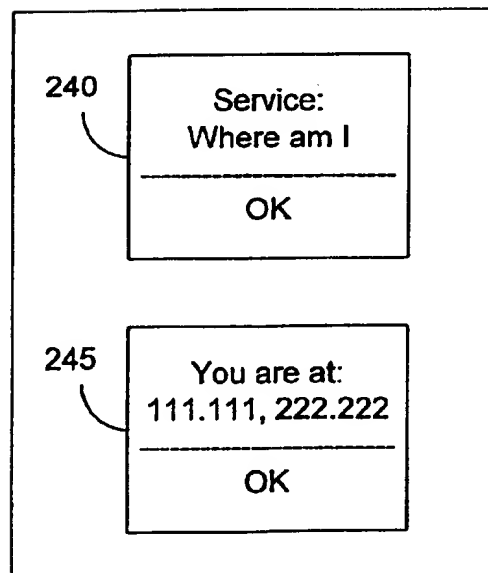 240
Service:
Where am I
OK
245
You are at:
111.111, 222.222
OK